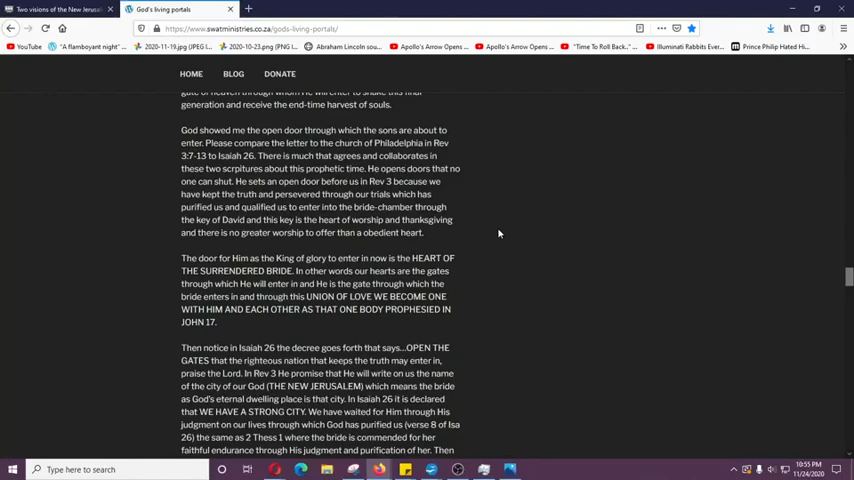 Two visions of the New Jerusal
God's living portals
https://www.swatministries.co.za/gods-living-portals/
YouTube
"A flamboyant night" ...
2020-11-19.jpg (JPEG I...
2020-10-23.png (PNG I...
Abraham Lincoln sou...
Apollo's Arrow Opens ...
Apollo's Arrow Opens ...
"Time To Roll Back..."
Illuminati Rabbits Ever...
Prince Philip Hated Hi...
HOME BLOG DONATE
gate of heaven through whom He will enter to shake this final
generation and receive the end-time harvest of souls.
God showed me the open door through which the sons are about to
enter. Please compare the letter to the church of Philadelphia in Rev
3:7-13 to Isaiah 26. There is much that agrees and collaborates in
these two scrpitures about this prophetic time. He opens doors that no
one can shut. He sets an open door before us in Rev 3 because we
have kept the truth and persevered through our trials which has
purified us and qualified us to enter into the bride-chamber through
the key of David and this key is the heart of worship and thanksgiving
and there is no greater worship to offer than a obedient heart.
The door for Him as the King of glory to enter in now is the HEART OF
THE SURRENDERED BRIDE. In other words our hearts are the gates
through which He will enter in and He is the gate through which the
bride enters in and through this UNION OF LOVE WE BECOME ONE
WITH HIM AND EACH OTHER AS THAT ONE BODY PROPHESIED IN
JOHN 17.
Then notice in Isaiah 26 the decree goes forth that says...OPEN THE
GATES that the righteous nation that keeps the truth may enter in,
praise the Lord. In Rev 3 He promise that He will write on us the name
of the city of our God (THE NEW JERUSALEM) which means the bride
as God's eternal dwelling place is that city. In Isaiah 26 it is declared
that WE HAVE A STRONG CITY. We have waited for Him through His
judgment on our lives through which God has purified us (verse 8 of Isa
26) the same as 2 Thess 1 where the bride is commended for her
faithful endurance through His judgment and purification of her. Then
Type here to search
10:55 PM
11/24/2020